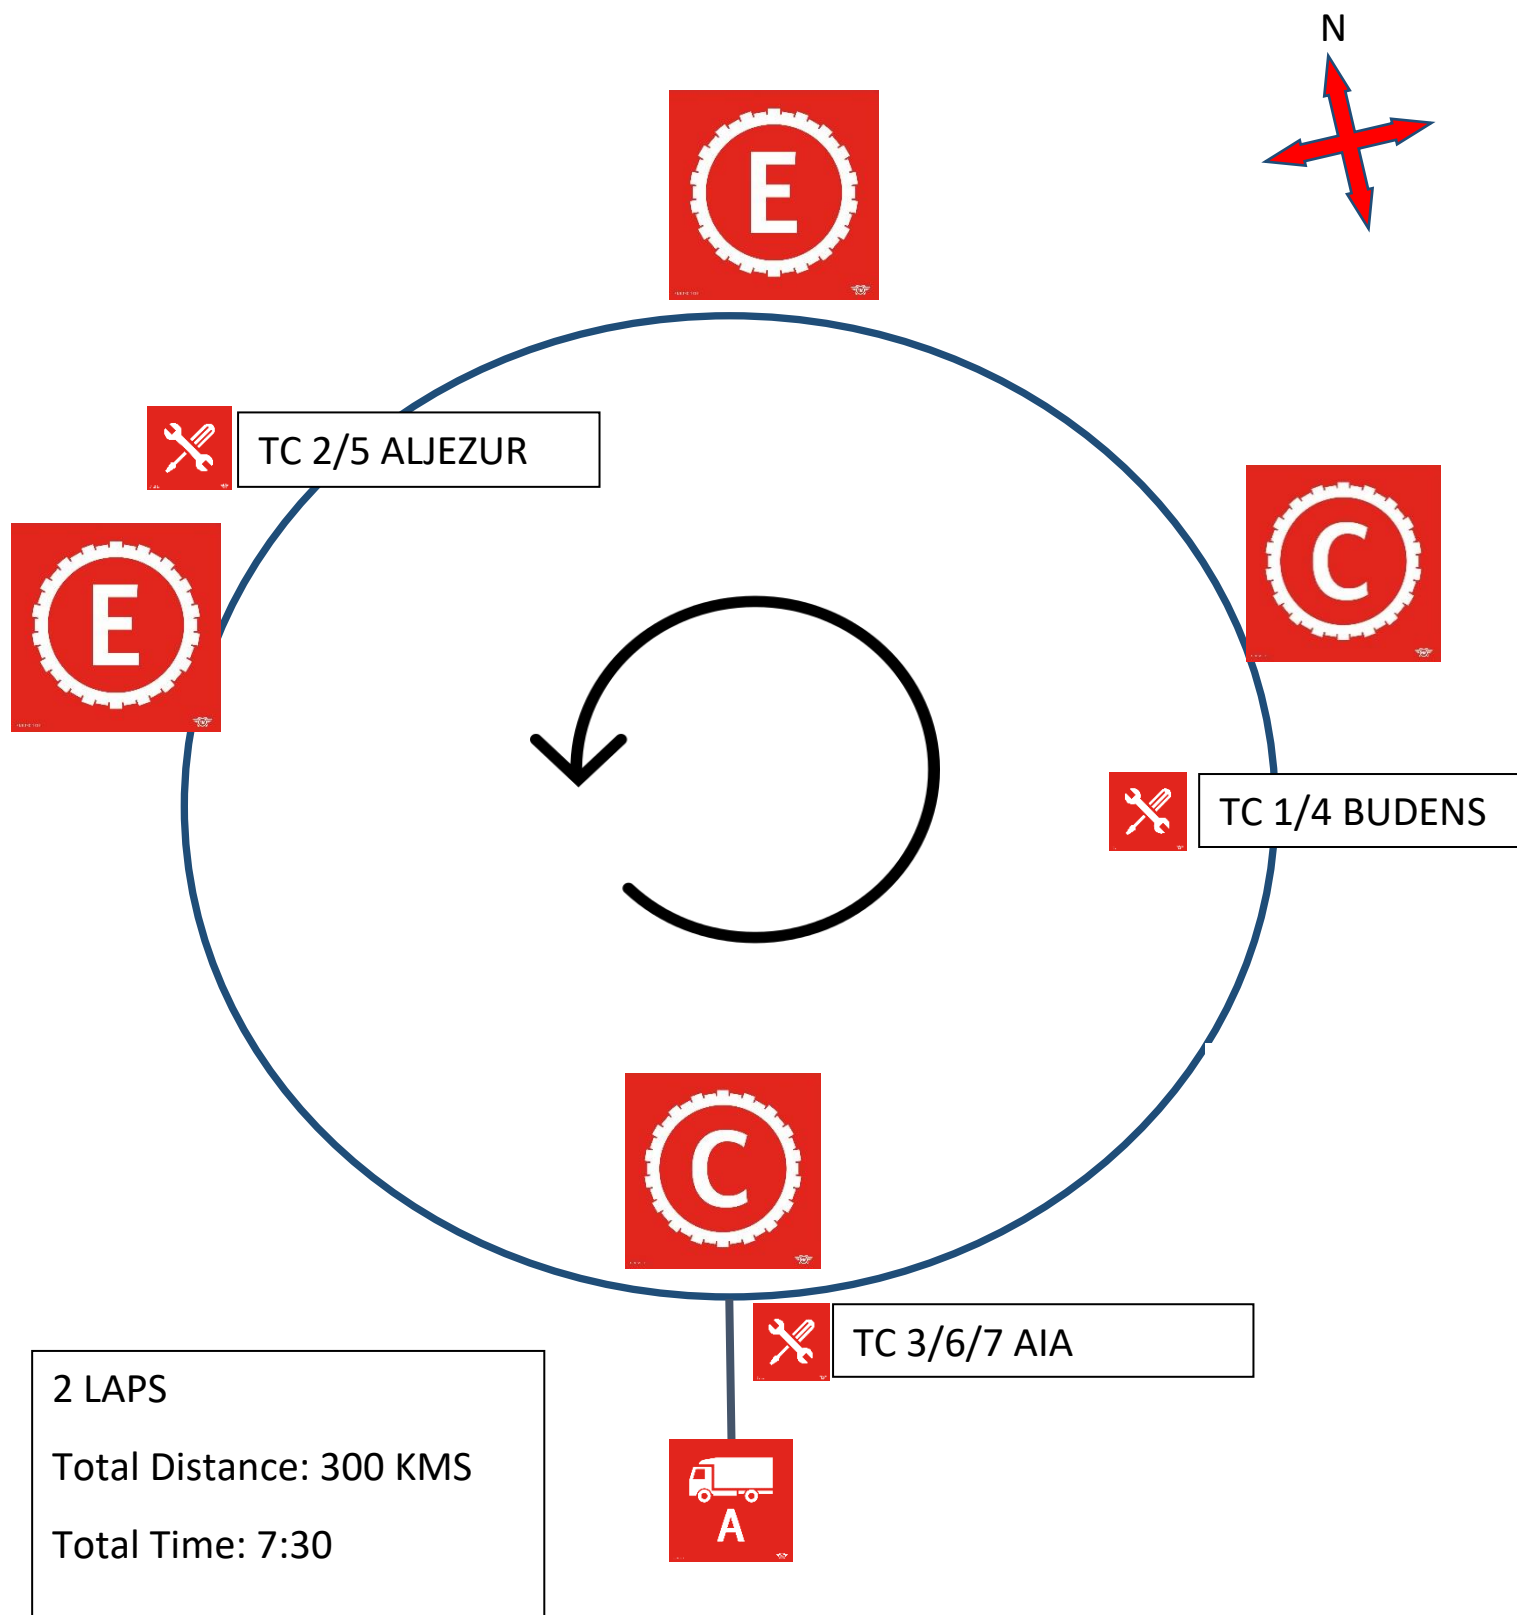 N
E
TC 2/5 ALJEZUR
C
E
TC 1/4 BUDENS
C
TC 3/6/7 AIA
2 LAPS
Total Distance: 300 KMS
Total Time: 7:30
A